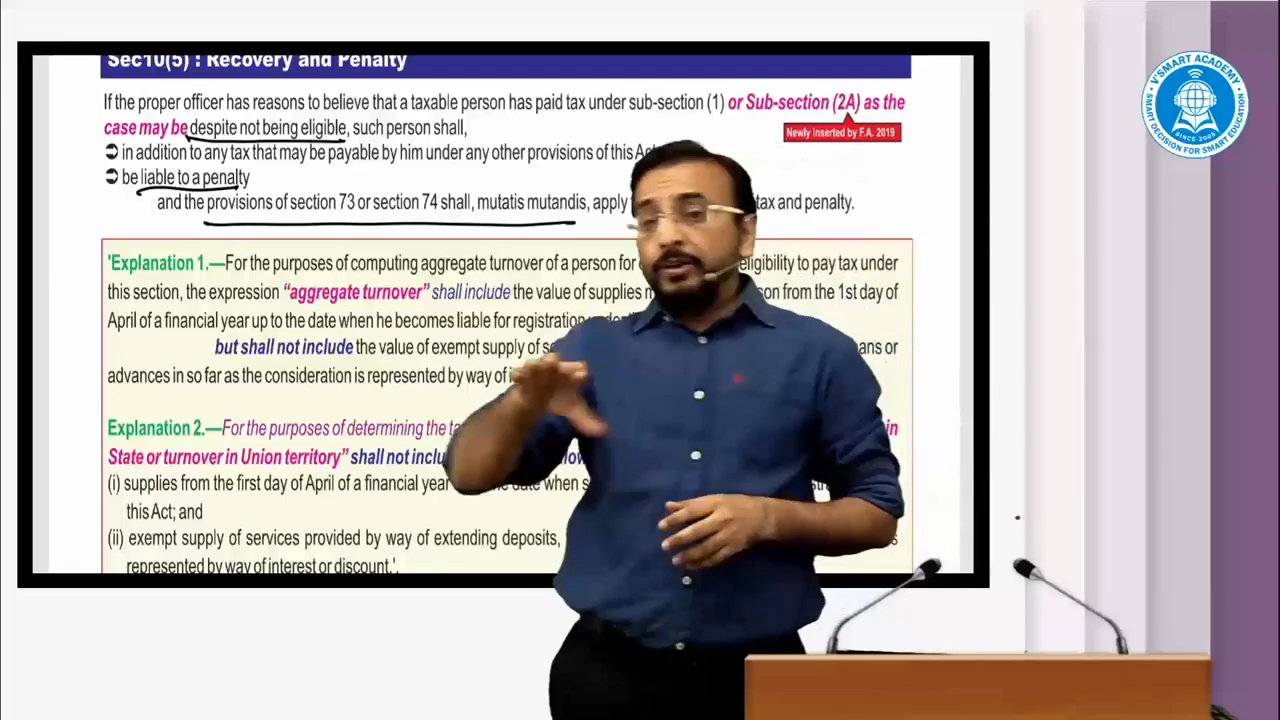 Sec10(5) : Recovery and Penalty
If the proper officer has reasons to believe that a taxable person has paid tax under sub-section (1) or Sub-section (2A) as the
case may be despite not being eligible, such person shall,
Newly Inserted by F.A. 2019
➲ in addition to any tax that may be payable by him under any other provisions of this
➲ be liable to a penalty
and the provisions of section 73 or section 74 shall, mutatis mutandis, apply tax and penalty.
'Explanation 1.—For the purposes of computing aggregate turnover of a person for eligibility to pay tax under
this section, the expression “aggregate turnover” shall include the value of supplies from the 1st day of
April of a financial year up to the date when he becomes liable for registration
but shall not include the value of exempt supply of or
advances in so far as the consideration is represented by way of
Explanation 2.—For the purposes of determining the in
State or turnover in Union territory” shall not
(i) supplies from the first day of April of a financial year when
this Act; and
(ii) exempt supply of services provided by way of extending deposits,
represented by way of interest or discount.'.
V'SMART ACADEMY
SMART DECISION FOR SMART EDUCATION
SINCE-2005